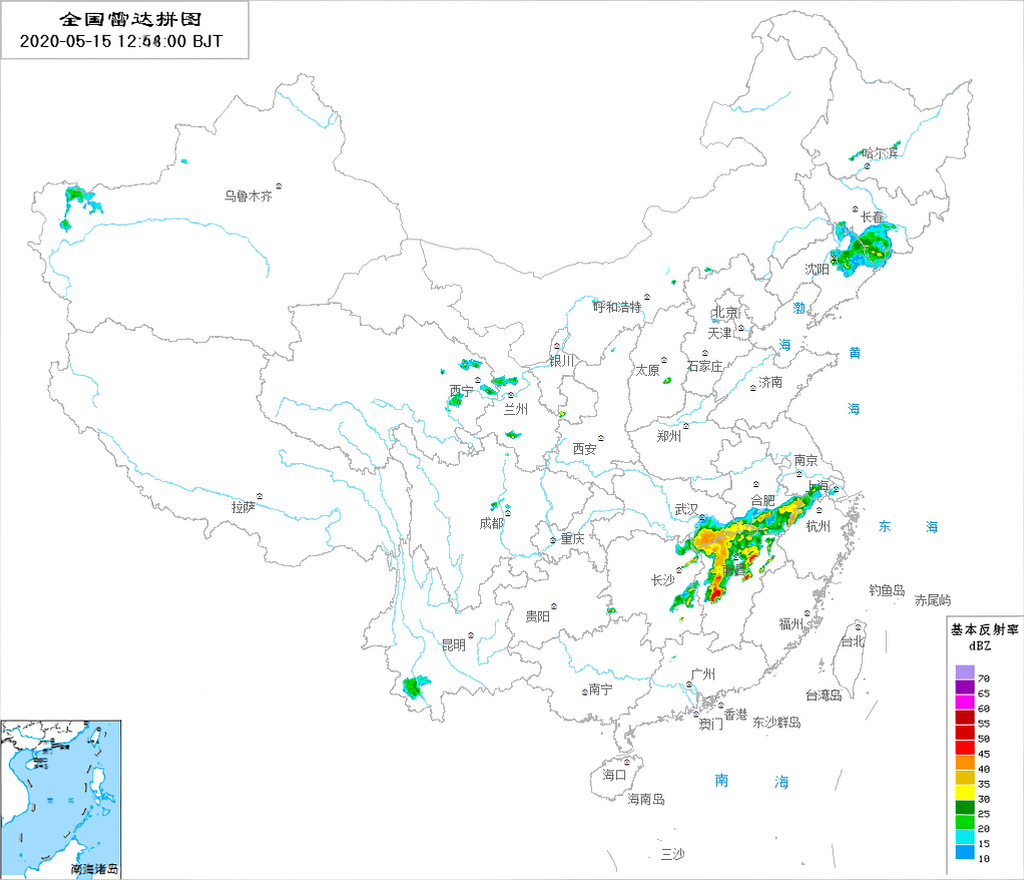 全国雷达拼图
2020-05-15 12:54:00 BJT
哈尔滨
乌鲁木齐
长春
沈阳
呼和浩特
北京
天津
渤
海
黄
海
银川
太原
石家庄
济南
西宁
兰州
郑州
西安
南京
上海
拉萨
成都
武汉
合肥
杭州
东 海
重庆
长沙
南昌
钓鱼岛
赤尾屿
贵阳
福州
台北
昆明
广州
南宁
台湾岛
香港
澳门
东沙群岛
海口
南 海
海南岛
三沙
基本反射率
dBZ
70
65
60
55
50
45
40
35
30
25
20
15
10
南 海
南海诸岛